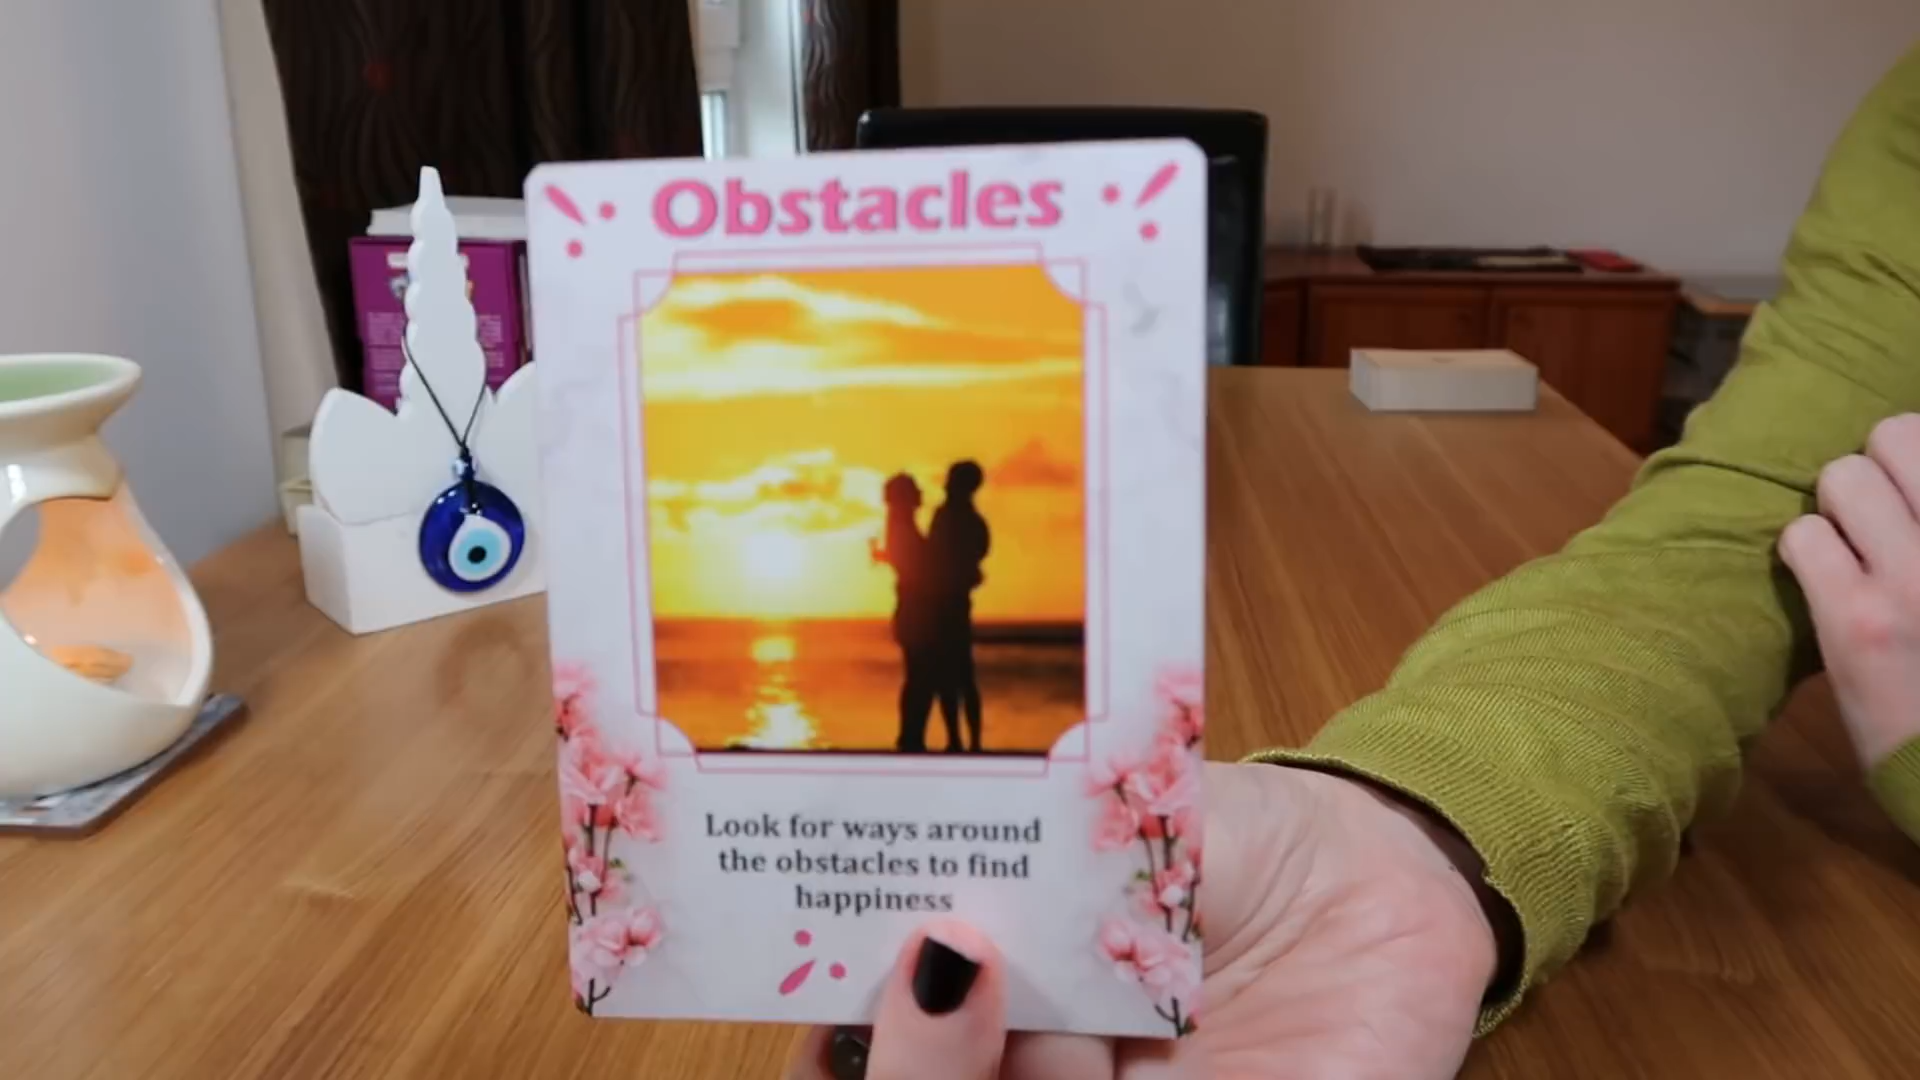 Obstacles
Look for ways around
the obstacles to find
happiness